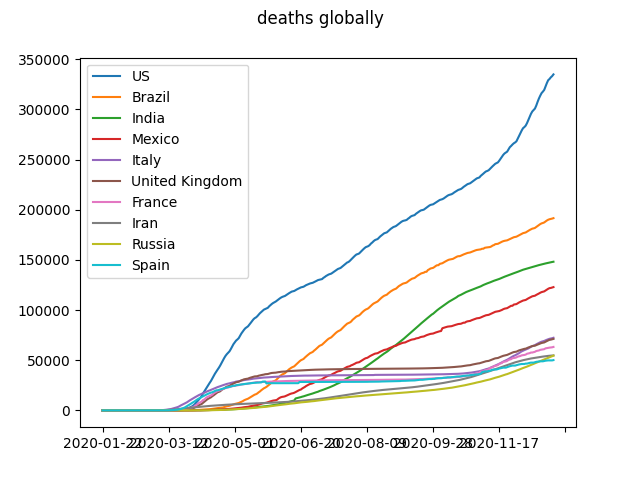 deaths globally
350000
300000
250000
200000
150000
100000
50000
0
US
Brazil
India
Mexico
Italy
United Kingdom
France
Iran
Russia
Spain
2020-01-22 2020-03-12 2020-05-01 2020-06-20 2020-08-09 2020-09-28 2020-11-17